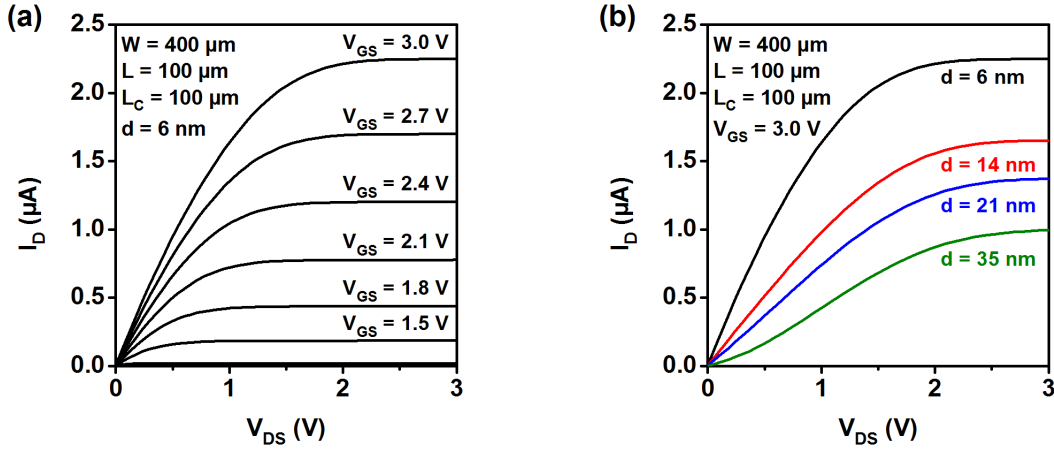 (a)
2.5
2.0
1.5
1.0
0.5
0.0
I_D (µA)
W = 400 µm
L = 100 µm
L_C = 100 µm
d = 6 nm
V_GS = 3.0 V
V_GS = 2.7 V
V_GS = 2.4 V
V_GS = 2.1 V
V_GS = 1.8 V
V_GS = 1.5 V
0 1 2 3
V_DS (V)
(b)
2.5
2.0
1.5
1.0
0.5
0.0
I_D (µA)
W = 400 µm
L = 100 µm
L_C = 100 µm
V_GS = 3.0 V
d = 6 nm
d = 14 nm
d = 21 nm
d = 35 nm
0 1 2 3
V_DS (V)